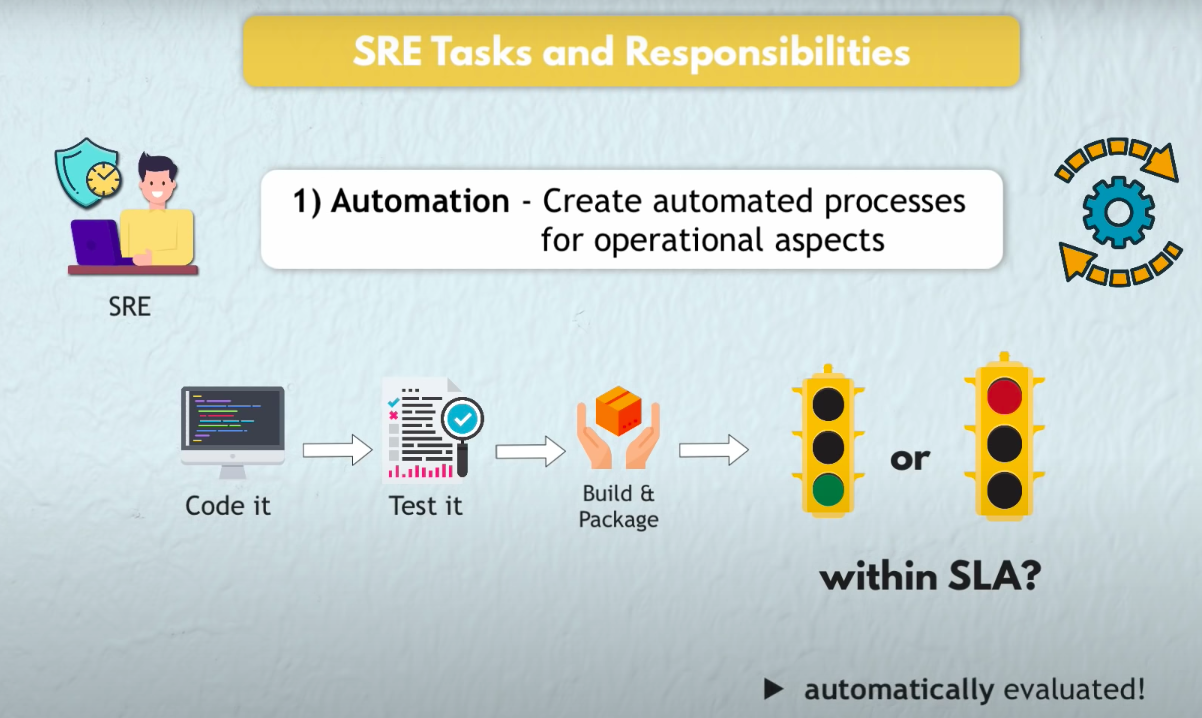 SRE Tasks and Responsibilities
1) Automation - Create automated processes
for operational aspects
SRE
Code it
Test it
Build &
Package
or
within SLA?
► automatically evaluated!